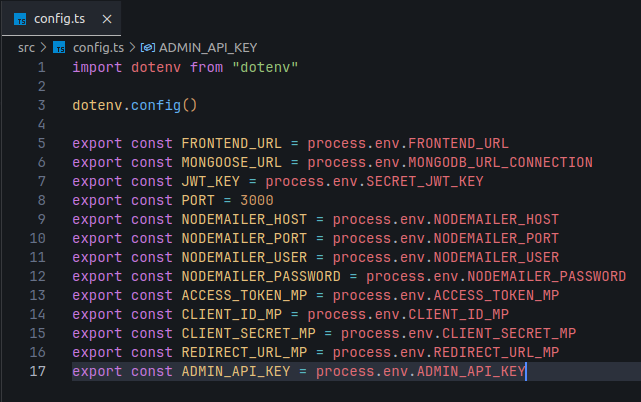 TS config.ts ×
src > config.ts > ADMIN_API_KEY
1 import dotenv from "dotenv"
2
3 dotenv.config()
4
5 export const FRONTEND_URL = process.env.FRONTEND_URL
6 export const MONGOOSE_URL = process.env.MONGODB_URL_CONNECTION
7 export const JWT_KEY = process.env.SECRET_JWT_KEY
8 export const PORT = 3000
9 export const NODEMAILER_HOST = process.env.NODEMAILER_HOST
10 export const NODEMAILER_PORT = process.env.NODEMAILER_PORT
11 export const NODEMAILER_USER = process.env.NODEMAILER_USER
12 export const NODEMAILER_PASSWORD = process.env.NODEMAILER_PASSWORD
13 export const ACCESS_TOKEN_MP = process.env.ACCESS_TOKEN_MP
14 export const CLIENT_ID_MP = process.env.CLIENT_ID_MP
15 export const CLIENT_SECRET_MP = process.env.CLIENT_SECRET_MP
16 export const REDIRECT_URL_MP = process.env.REDIRECT_URL_MP
17 export const ADMIN_API_KEY = process.env.ADMIN_API_KEY